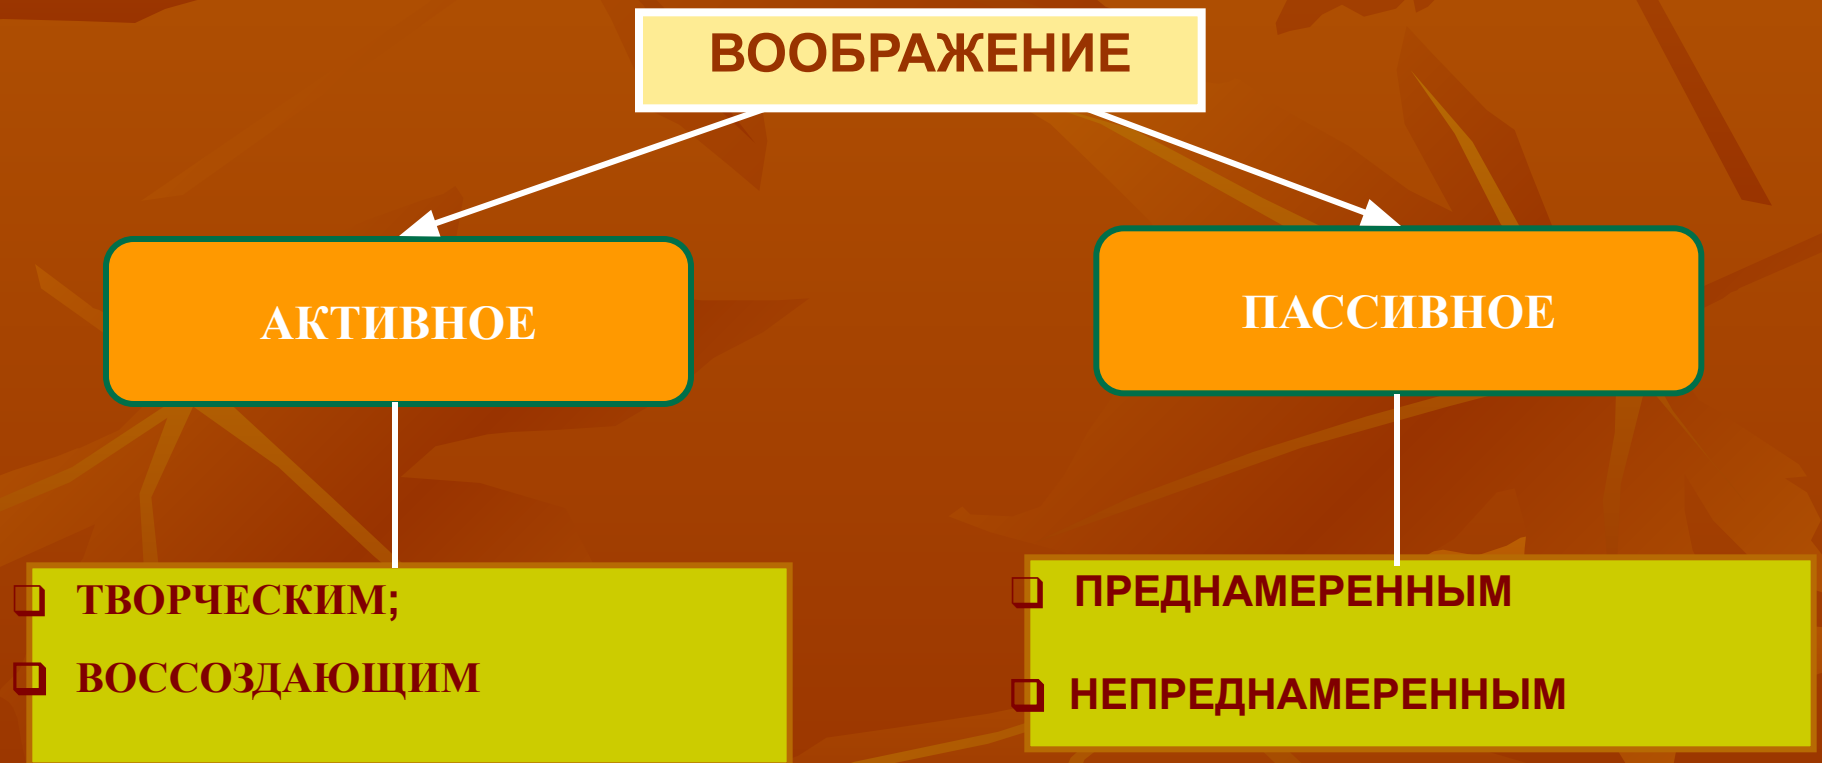 ВООБРАЖЕНИЕ
АКТИВНОЕ
ПАССИВНОЕ
ТВОРЧЕСКИМ;
ВОССОЗДАЮЩИМ
ПРЕДНАМЕРЕННЫМ
НЕПРЕДНАМЕРЕННЫМ